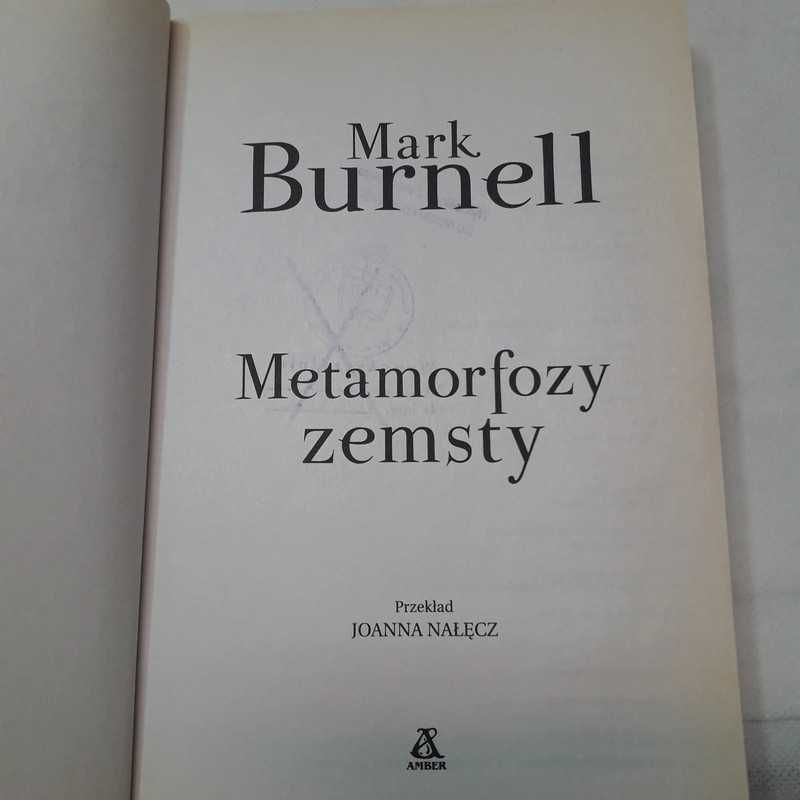 Mark
Burnell
Metamorfozy
zemsty
Przekład
JOANNA NAŁĘCZ
AMBER